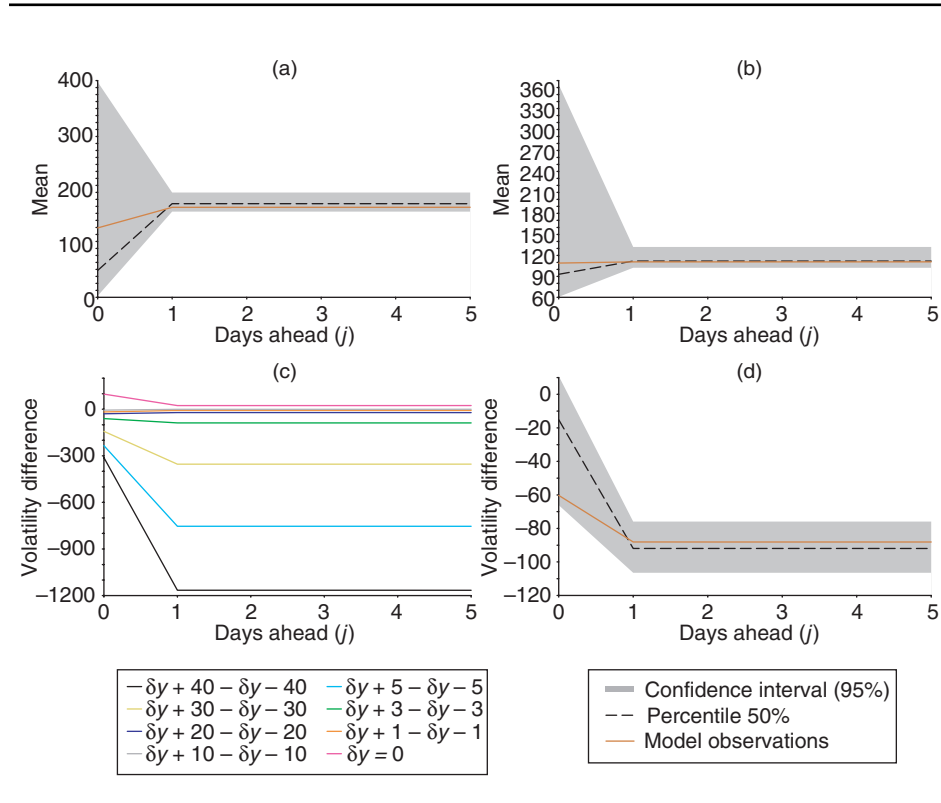 (a)
400
300
200
100
0
Mean
0 1 2 3 4 5
Days ahead (j)
(b)
360
330
300
270
240
210
180
150
120
90
60
Mean
0 1 2 3 4 5
Days ahead (j)
(c)
0
−300
−600
−900
−1200
Volatility difference
0 1 2 3 4 5
Days ahead (j)
(d)
0
−20
−40
−60
−80
−100
−120
Volatility difference
0 1 2 3 4 5
Days ahead (j)
δy + 40 − δy − 40
δy + 30 − δy − 30
δy + 20 − δy − 20
δy + 10 − δy − 10
δy + 5 − δy − 5
δy + 3 − δy − 3
δy + 1 − δy − 1
δy = 0
Confidence interval (95%)
Percentile 50%
Model observations